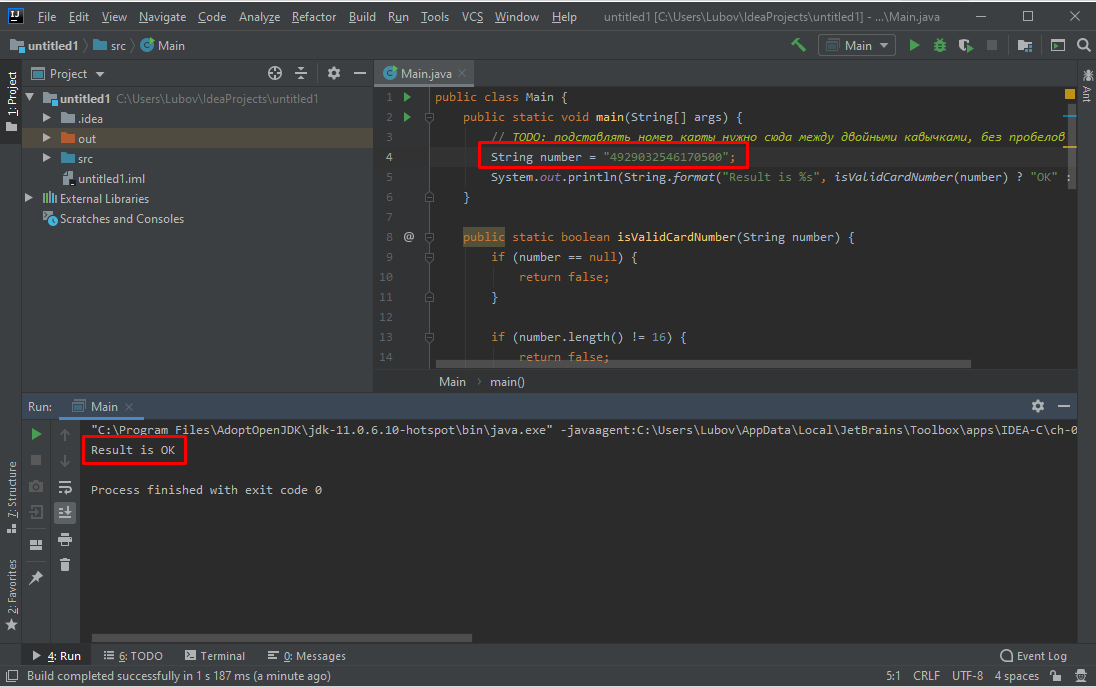 IJ File Edit View Navigate Code Analyze Refactor Build Run Tools VCS Window Help untitled1 [C:\Users\Lubov\IdeaProjects\untitled1] - ...\Main.java
untitled1 src Main Main
1: Project
Project
untitled1 C:\Users\Lubov\IdeaProjects\untitled1
.idea
out
src
untitled1.iml
External Libraries
Scratches and Consoles
Main.java
Ant
1 public class Main {
2 public static void main(String[] args) {
3 // TODO: подставлять номер карты нужно сюда между двойными кавычками, без пробелов
4 String number = "4929032546170500";
5 System.out.println(String.format("Result is %s", isValidCardNumber(number) ? "OK" :
6 }
7
8 @ public static boolean isValidCardNumber(String number) {
9 if (number == null) {
10 return false;
11 }
12
13 if (number.length() != 16) {
14 return false;
Main main()
Run: Main
"C:\Program Files\AdoptOpenJDK\jdk-11.0.6.10-hotspot\bin\java.exe" -javaagent:C:\Users\Lubov\AppData\Local\JetBrains\Toolbox\apps\IDEA-C\ch-0
Result is OK
Process finished with exit code 0
7: Structure
2: Favorites
4: Run 6: TODO Terminal 0: Messages Event Log
Build completed successfully in 1 s 187 ms (a minute ago) 5:1 CRLF UTF-8 4 spaces